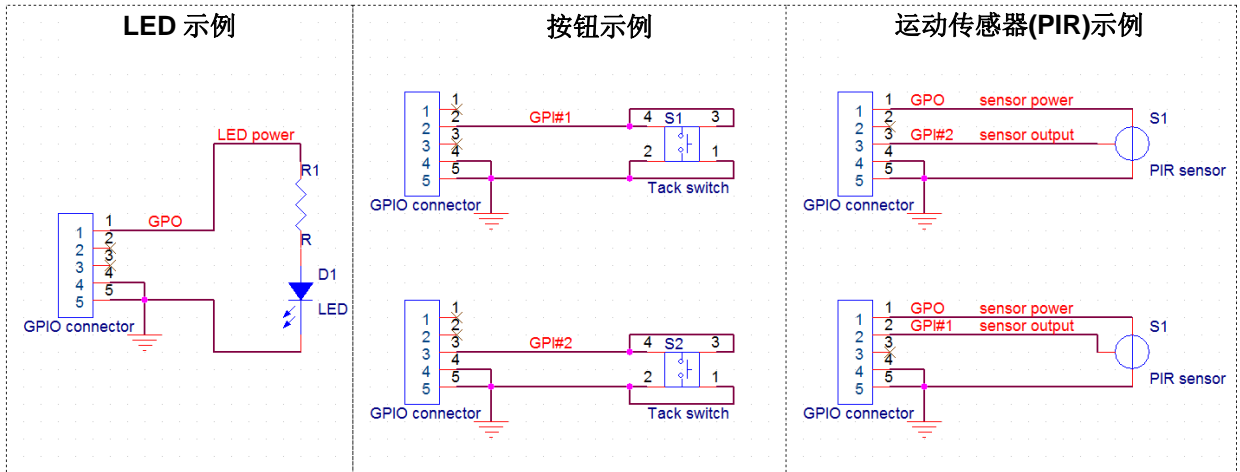 LED 示例
LED power
R1
R
GPO
1
2
3
4
5
1
2
3
4
5
D1
LED
GPIO connector
按钮示例
1
2
3
4
5
1
2
3
4
5
GPI#1
4
S1
3
2
1
Tack switch
GPIO connector
1
2
3
4
5
1
2
3
4
5
GPI#2
4
S2
3
2
1
Tack switch
GPIO connector
运动传感器(PIR)示例
1
2
3
4
5
1
2
3
4
5
GPO sensor power
GPI#2 sensor output
S1
PIR sensor
GPIO connector
1
2
3
4
5
1
2
3
4
5
GPO sensor power
GPI#1 sensor output
S1
PIR sensor
GPIO connector